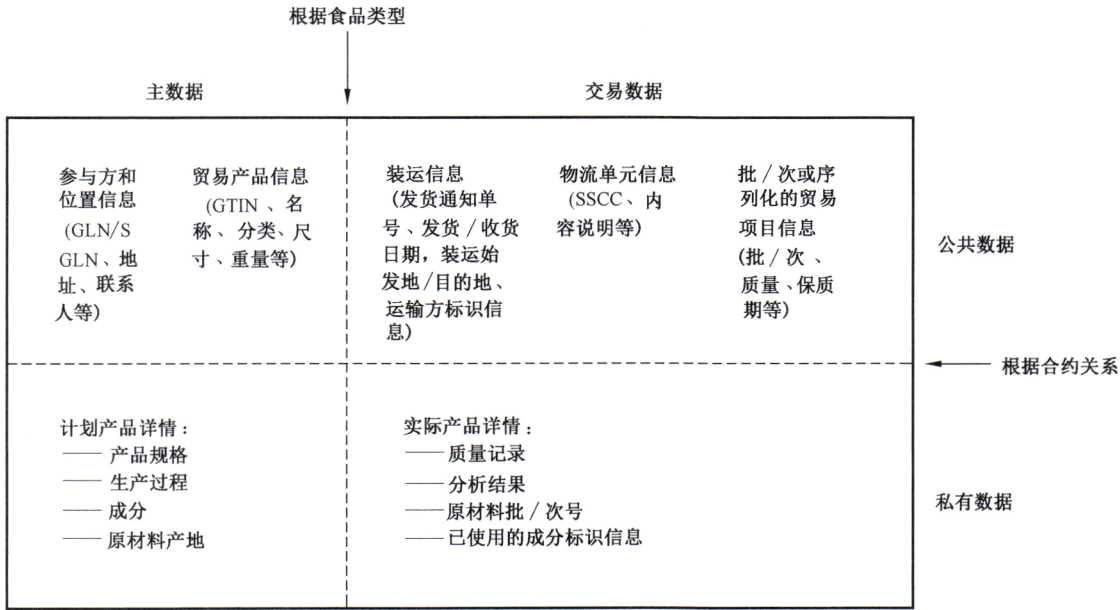 根据食品类型
主数据
交易数据
参与方和
位置信息
(GLN/S
GLN、地
址、联系
人等)
贸易产品信息
(GTIN、名
称、分类、尺
寸、重量等)
装运信息
(发货通知单
号、发货/收货
日期，装运始
发地/目的地、
运输方标识信
息)
物流单元信息
(SSCC、内
容说明等)
批/次或序
列化的贸易
项目信息
(批/次、
质量、保质
期等)
公共数据
根据合约关系
计划产品详情：
——产品规格
——生产过程
——成分
——原材料产地
实际产品详情：
——质量记录
——分析结果
——原材料批/次号
——已使用的成分标识信息
私有数据